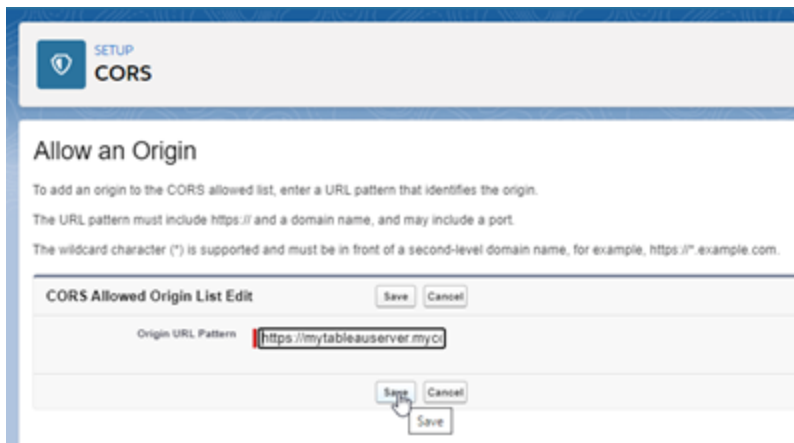 SETUP
CORS
Allow an Origin
To add an origin to the CORS allowed list, enter a URL pattern that identifies the origin.
The URL pattern must include https:// and a domain name, and may include a port.
The wildcard character (*) is supported and must be in front of a second-level domain name, for example, https://*.example.com.
CORS Allowed Origin List Edit Save Cancel
Origin URL Pattern https://mytableauserver.myco
Save Cancel
Save